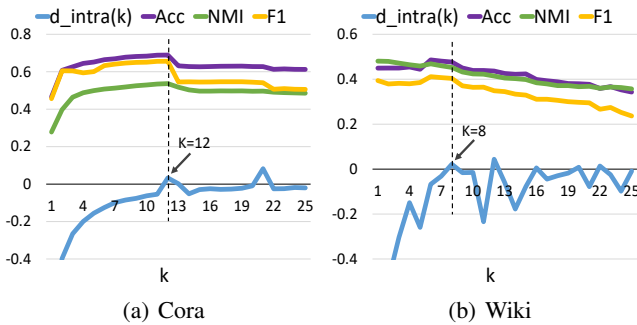 d_intra(k) Acc NMI F1
0.8
0.6
0.4
0.2
0
-0.2
-0.4
K=12
1 4 7 10 13 16 19 22 25
k
(a) Cora
d_intra(k) Acc NMI F1
0.6
0.4
0.2
0
-0.2
-0.4
K=8
1 4 7 10 13 16 19 22 25
k
(b) Wiki